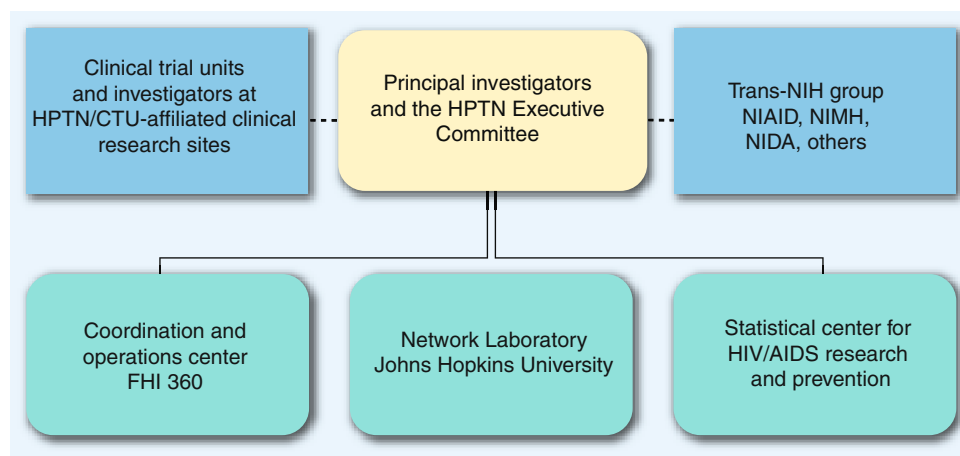 Clinical trial units
and investigators at
HPTN/CTU-affiliated clinical
research sites
Principal investigators
and the HPTN Executive
Committee
Trans-NIH group
NIAID, NIMH,
NIDA, others
Coordination and
operations center
FHI 360
Network Laboratory
Johns Hopkins University
Statistical center for
HIV/AIDS research
and prevention